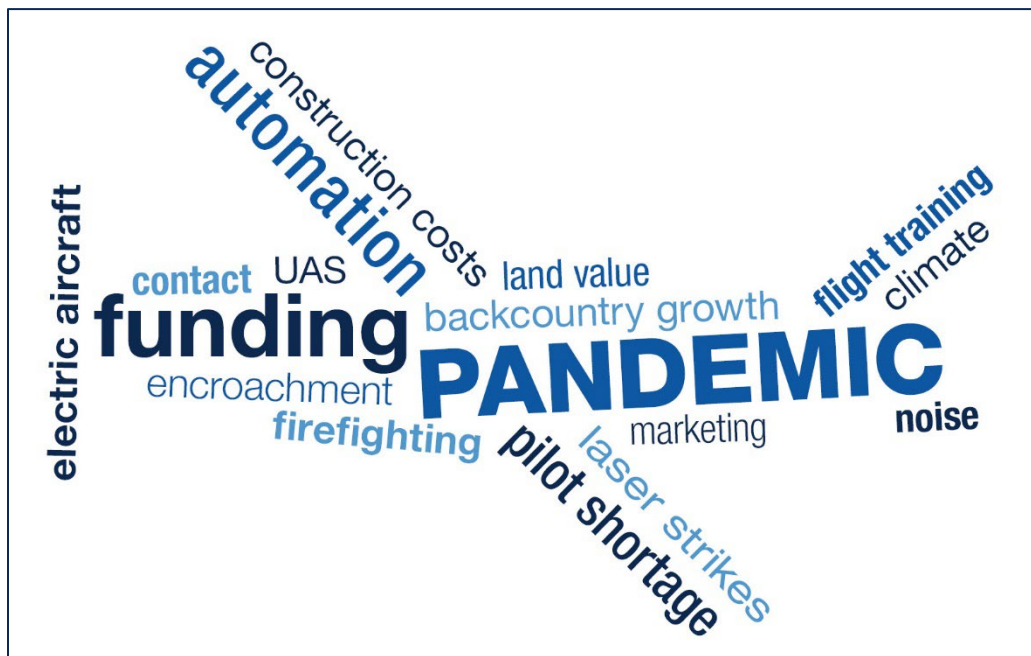 construction costs
automation
electric aircraft
contact
UAS
land value
flight training
climate
funding
backcountry growth
PANDEMIC
encroachment
firefighting
pilot shortage
laser strikes
marketing
noise